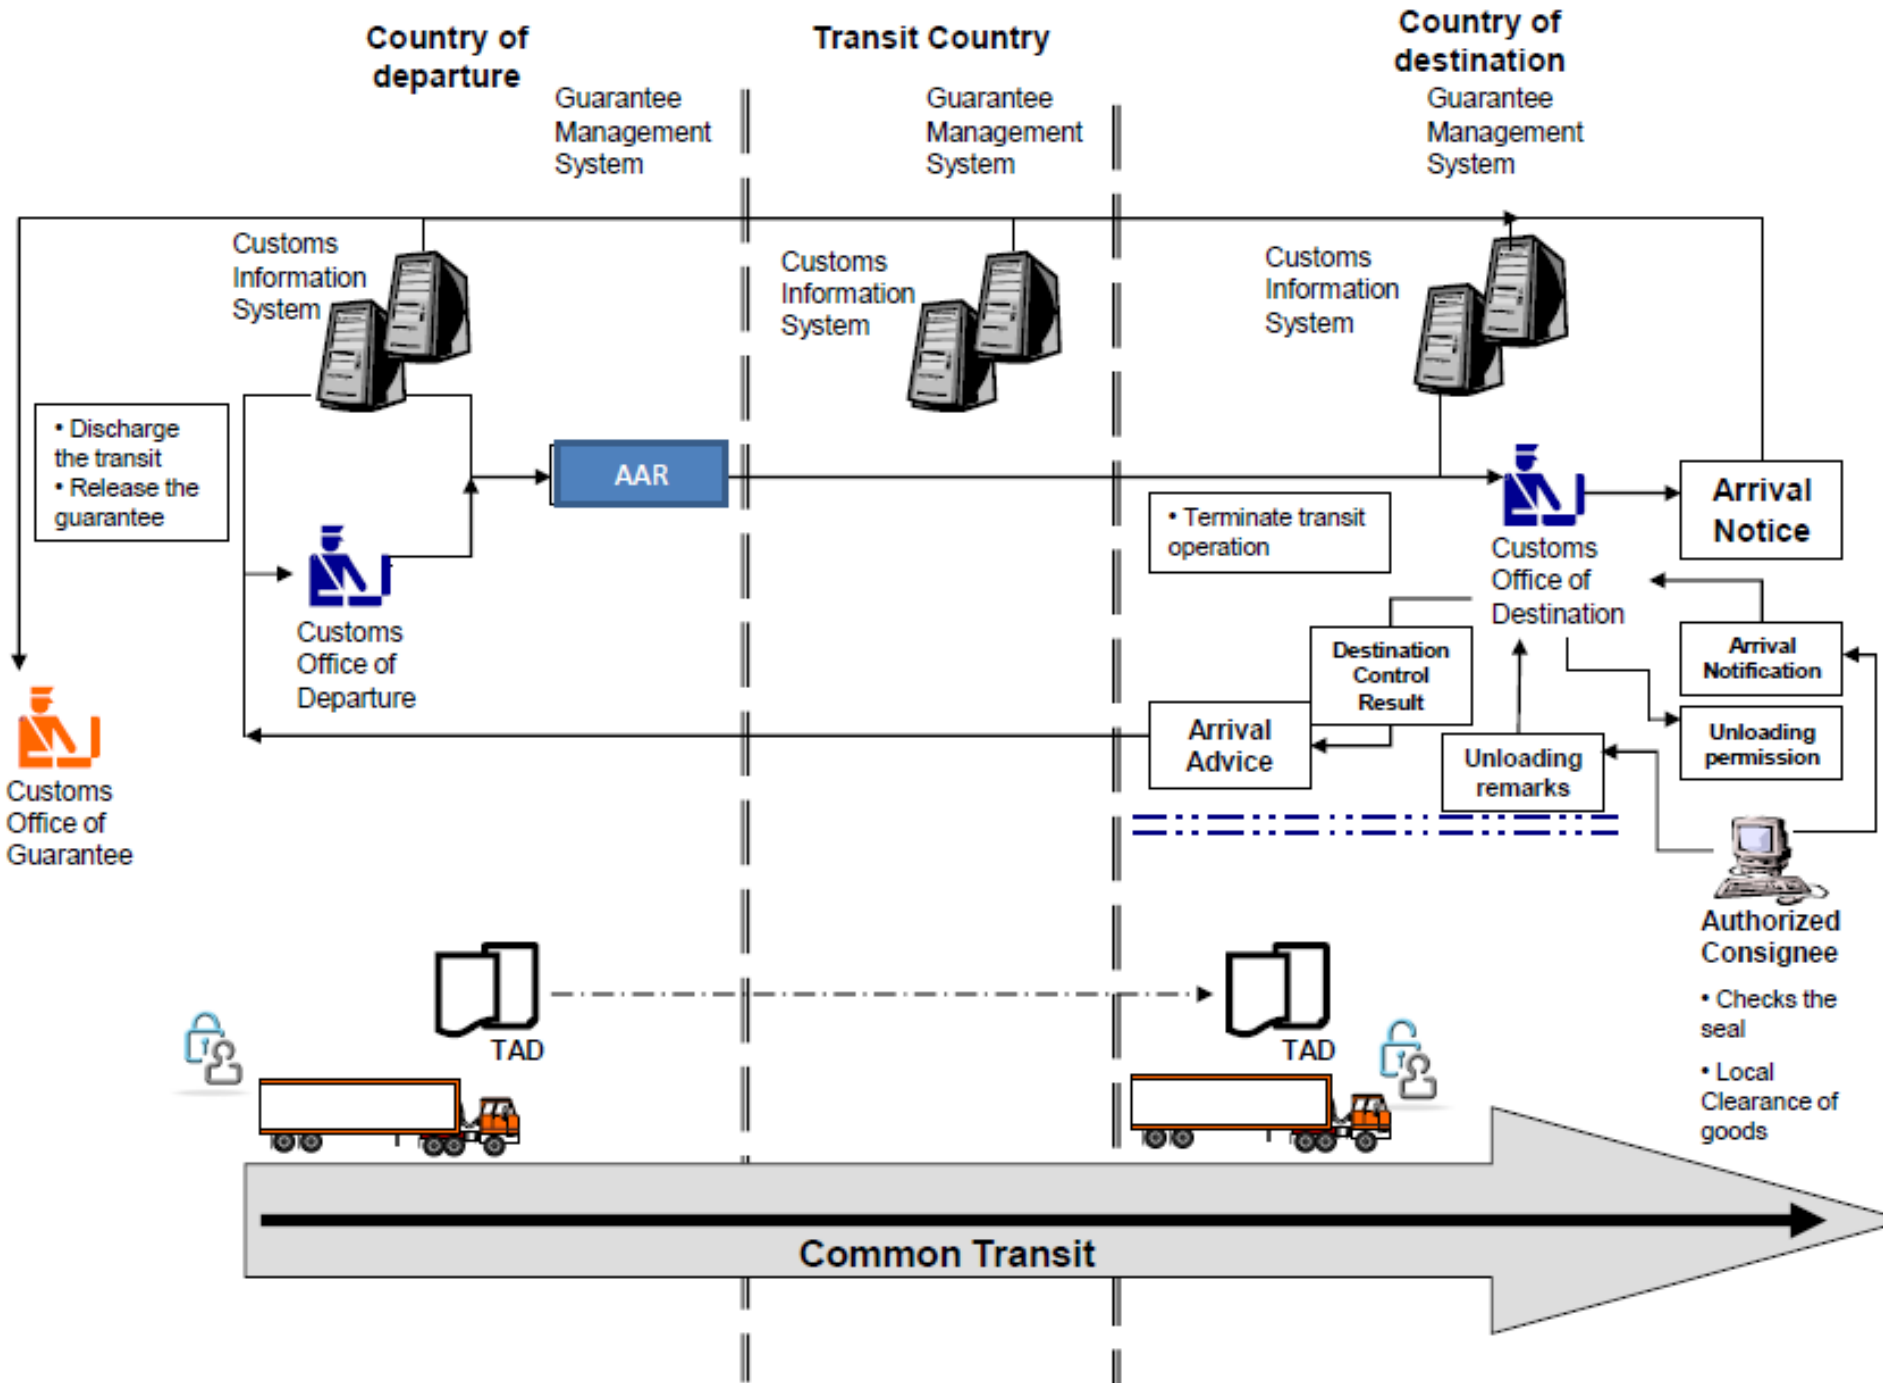 Country of
departure
Transit Country
Country of
destination
Guarantee
Management
System
Guarantee
Management
System
Guarantee
Management
System
Customs
Information
System
Customs
Information
System
Customs
Information
System
• Discharge
the transit
• Release the
guarantee
AAR
• Terminate transit
operation
Arrival
Notice
Customs
Office of
Departure
Customs
Office of
Destination
Destination
Control
Result
Arrival
Notification
Arrival
Advice
Unloading
remarks
Unloading
permission
Customs
Office of
Guarantee
Authorized
Consignee
• Checks the
seal
• Local
Clearance of
goods
TAD
TAD
Common Transit